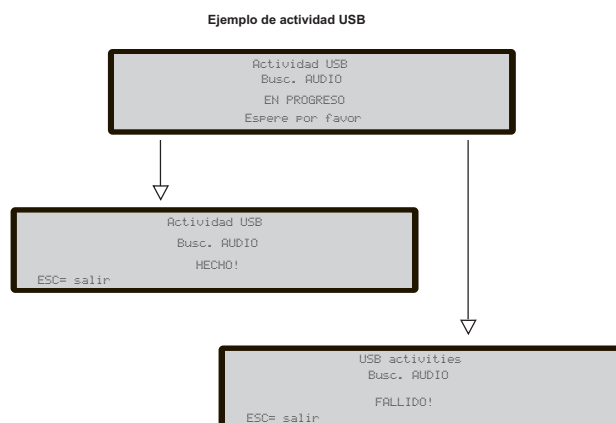 Ejemplo de actividad USB
Actividad USB
Busc. AUDIO
EN PROGRESO
Espere por favor
Actividad USB
Busc. AUDIO
HECHO!
ESC= salir
USB activities
Busc. AUDIO
FALLIDO!
ESC= salir